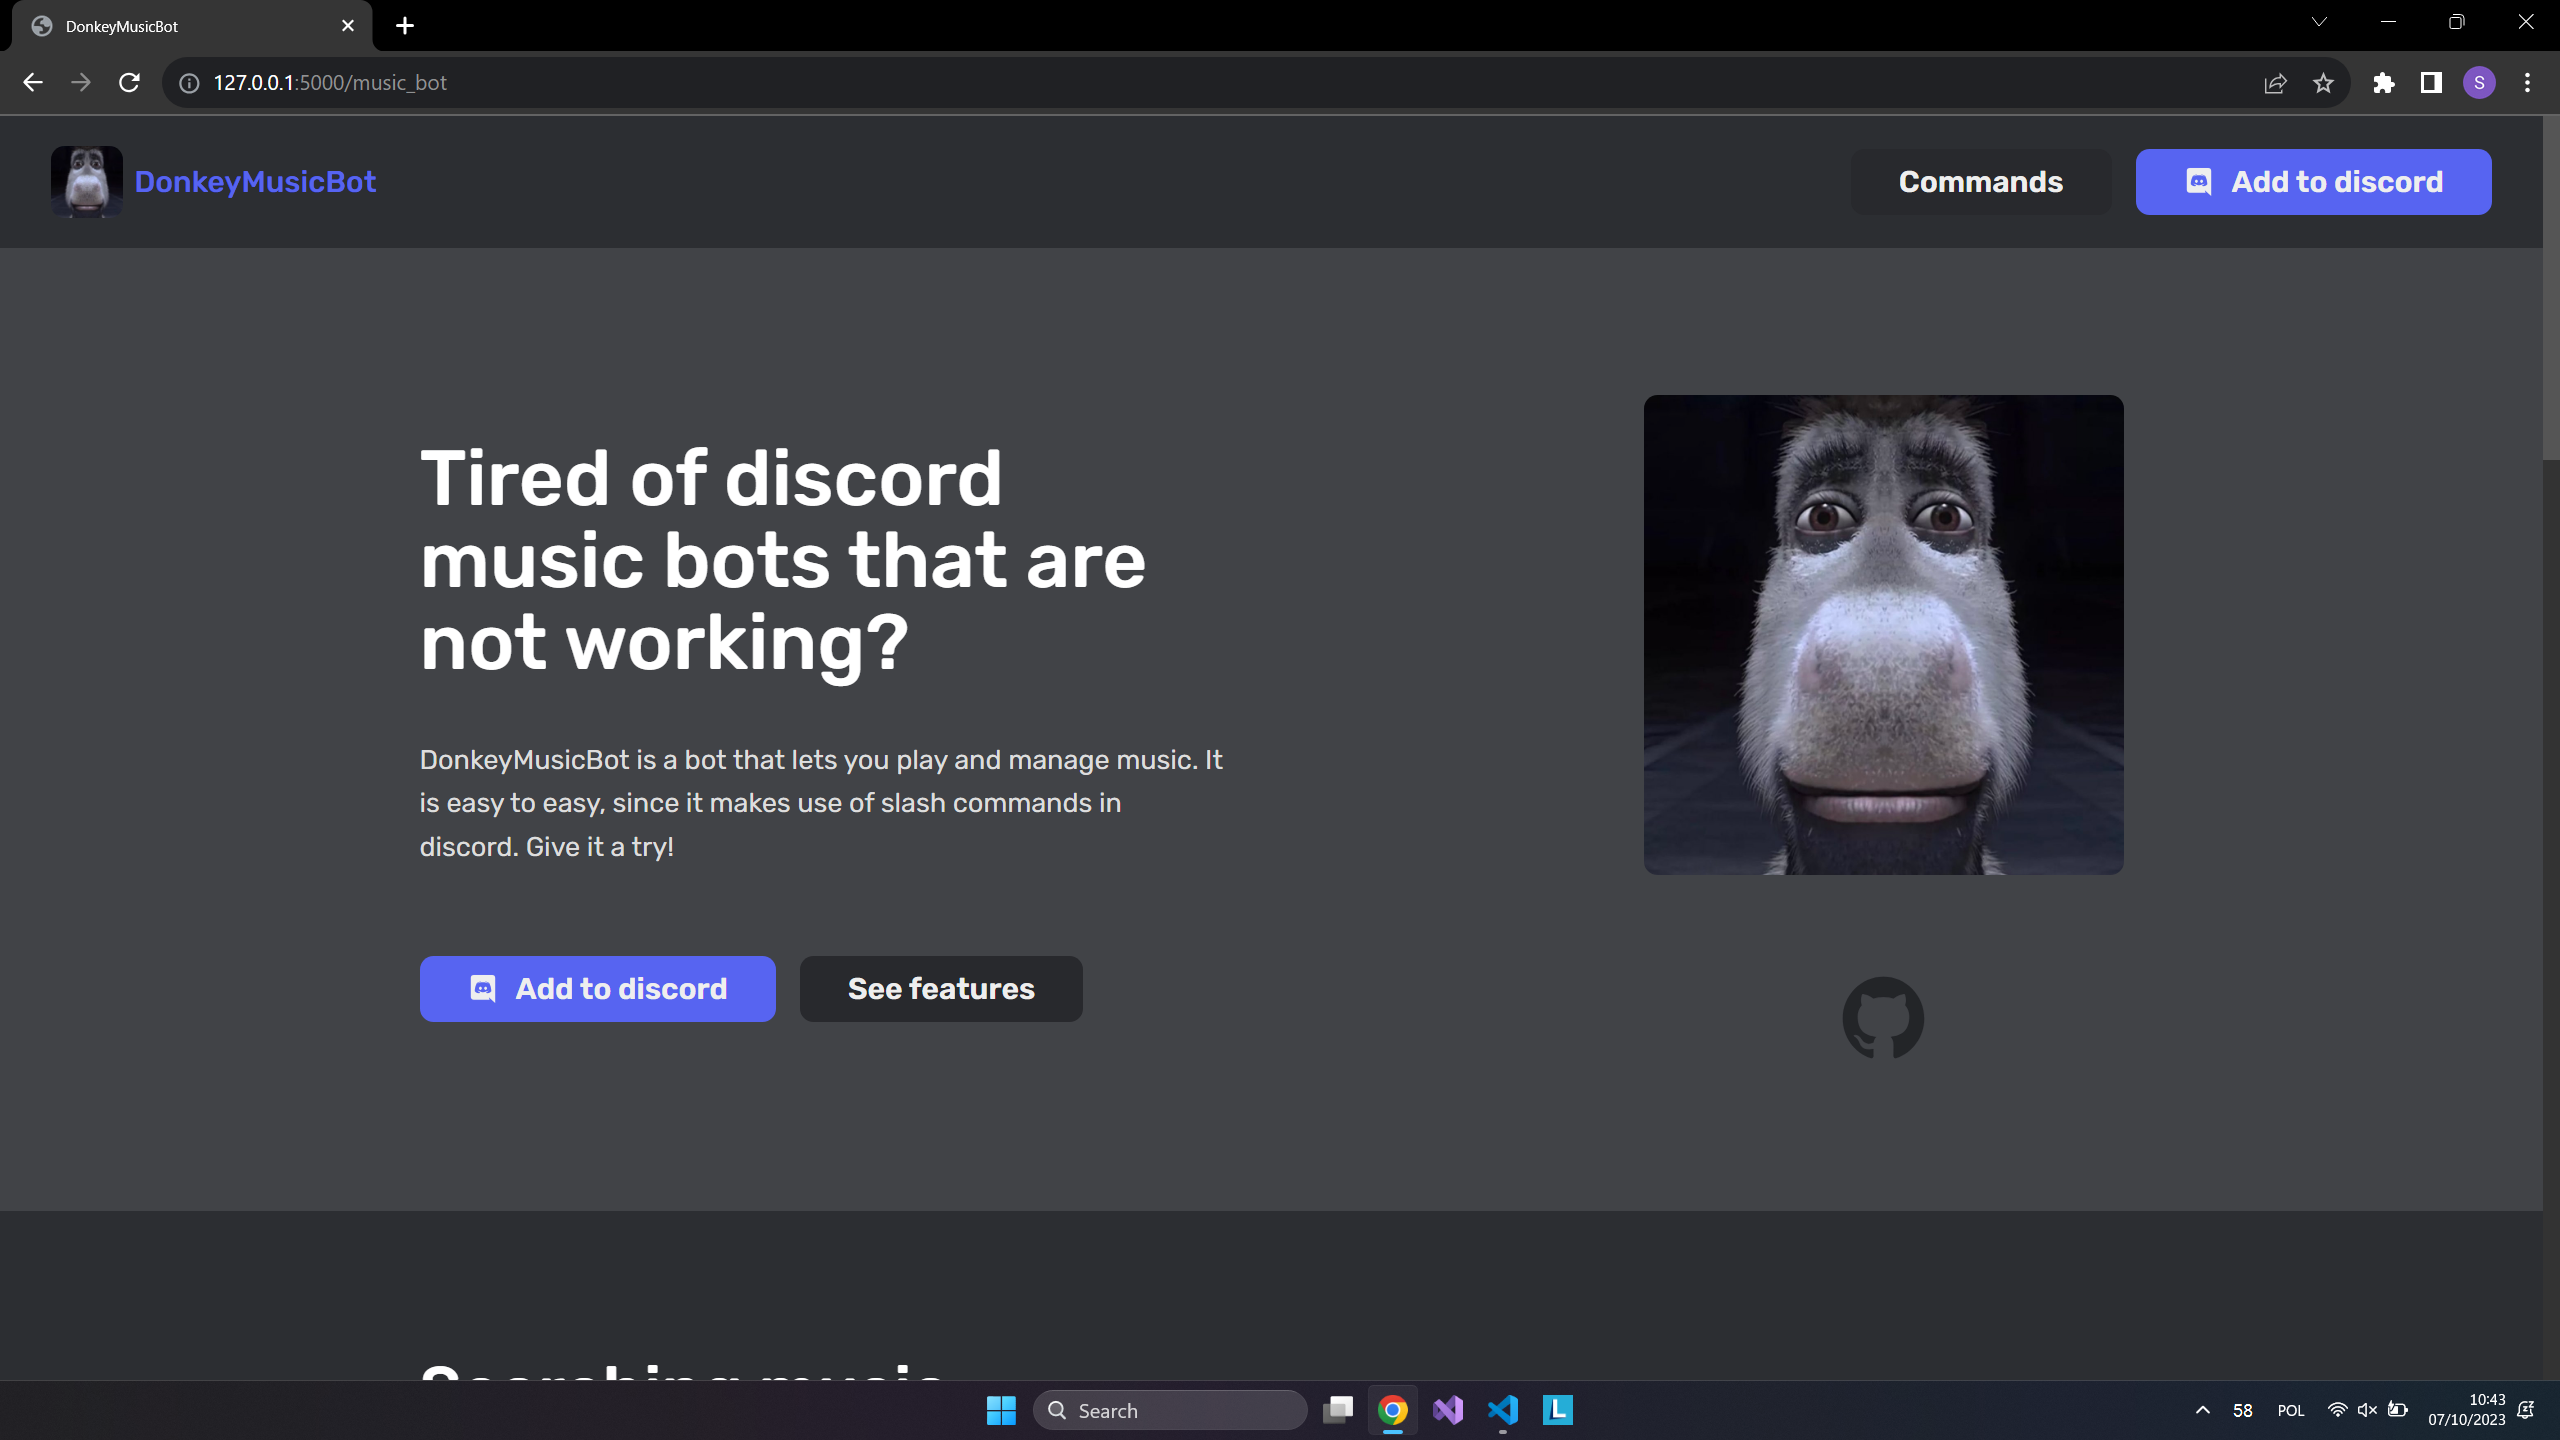 DonkeyMusicBot
127.0.0.1:5000/music_bot
S
DonkeyMusicBot
Commands
Add to discord
Tired of discord
music bots that are
not working?
DonkeyMusicBot is a bot that lets you play and manage music. It
is easy to easy, since it makes use of slash commands in
discord. Give it a try!
Add to discord
See features
Searching music
Search
L
58
POL
10:43
07/10/2023